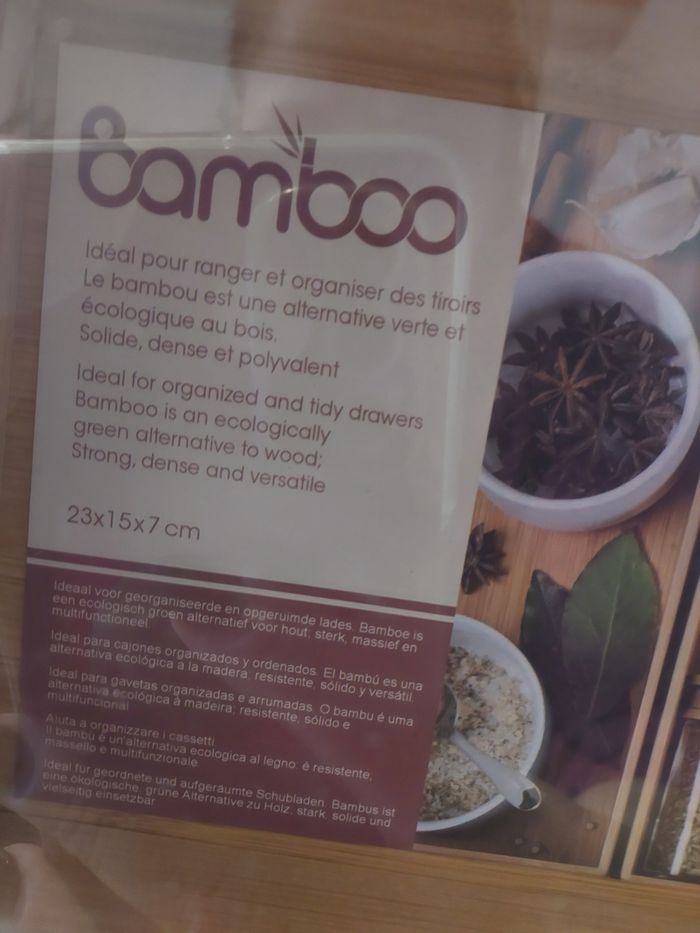 Bamboo
Idéal pour ranger et organiser des tiroirs
Le bambou est une alternative verte et
écologique au bois.
Solide, dense et polyvalent
Ideal for organized and tidy drawers
Bamboo is an ecologically
green alternative to wood;
Strong, dense and versatile
23x15x7 cm
Ideaal voor georganiseerde en opgeruimde lades. Bamboe is
een ecologisch groen alternatief voor hout, sterk, massief en
multifunctioneel.
Ideal para cajones organizados y ordenados. El bambú es una
alternativa ecológica a la madera; resistente, sólido y versátil.
Ideal para gavetas organizadas e arrumadas. O bambu é uma
alternativa ecológica à madeira; resistente, sólido e
multifuncional
Aiuta a organizzare i cassetti.
Il bambù è un'alternativa ecologica al legno: è resistente,
massello e multifunzionale.
Ideal für geordnete und aufgeräumte Schubladen. Bambus ist
eine ökologische, grüne Alternative zu Holz; stark, solide und
vielseitig einsetzbar